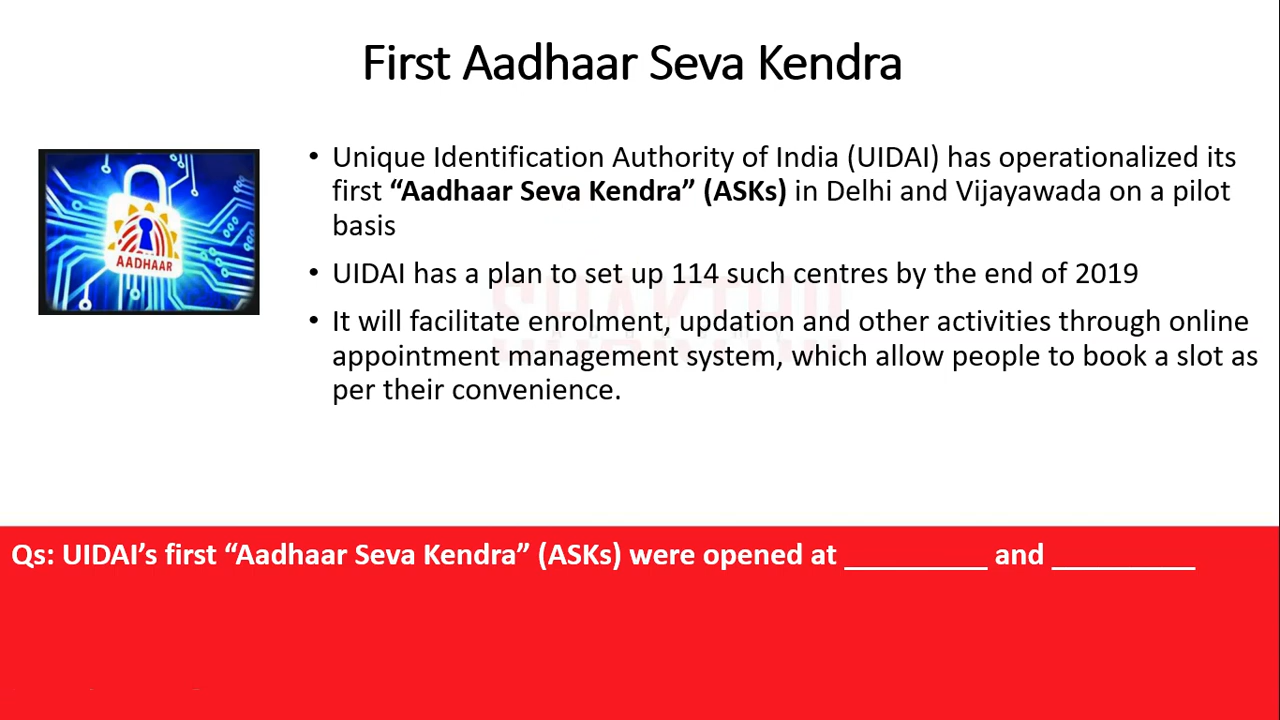 First Aadhaar Seva Kendra
AADHAAR
• Unique Identification Authority of India (UIDAI) has operationalized its
first “Aadhaar Seva Kendra” (ASKs) in Delhi and Vijayawada on a pilot
basis
• UIDAI has a plan to set up 114 such centres by the end of 2019
• It will facilitate enrolment, updation and other activities through online
appointment management system, which allow people to book a slot as
per their convenience.
Qs: UIDAI’s first “Aadhaar Seva Kendra” (ASKs) were opened at __________ and __________